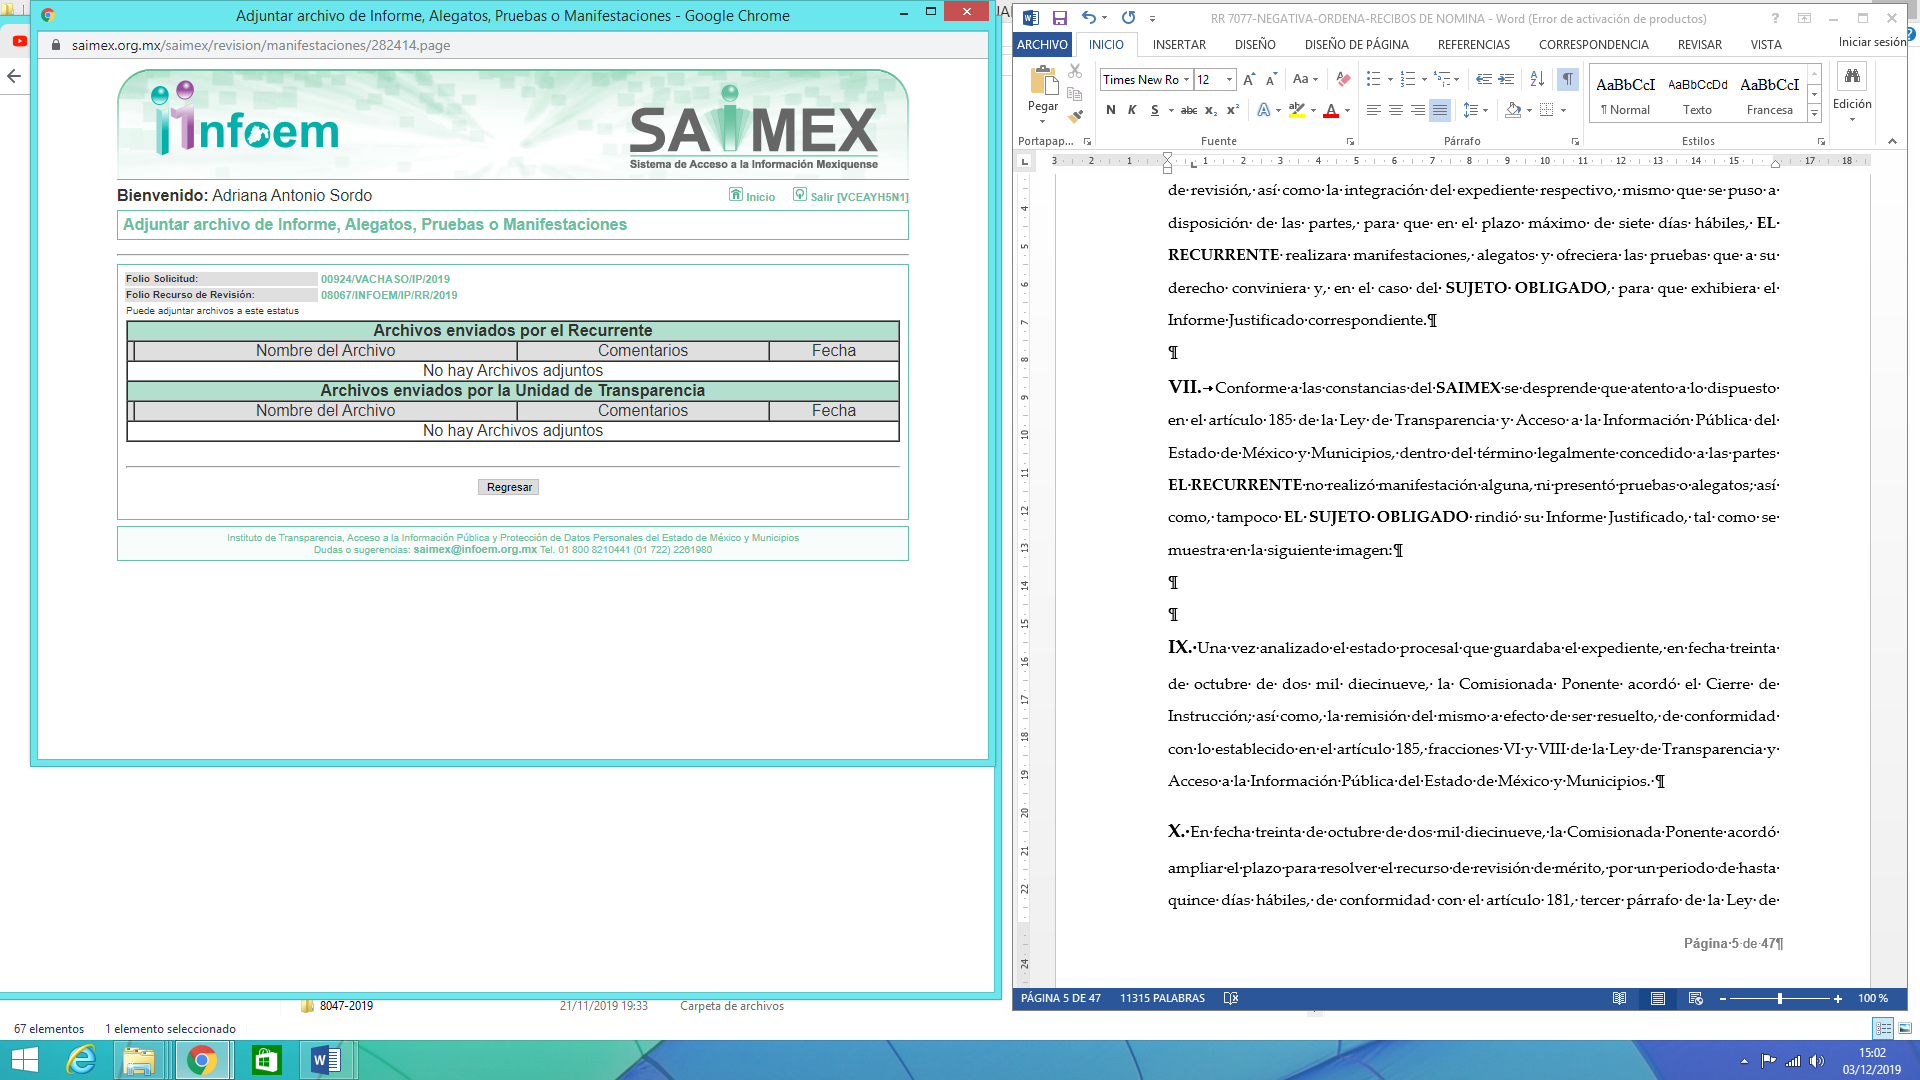 Adjuntar archivo de Informe, Alegatos, Pruebas o Manifestaciones - Google Chrome
saimex.org.mx/saimex/revision/manifestaciones/282414.page
infoem
SAIMEX
Sistema de Acceso a la Información Mexiquense
Bienvenido: Adriana Antonio Sordo
Inicio
Salir [VCEAYH5N1]
Adjuntar archivo de Informe, Alegatos, Pruebas o Manifestaciones
Folio Solicitud: 00924/VACHASO/IP/2019
Folio Recurso de Revisión: 08067/INFOEM/IP/RR/2019
Puede adjuntar archivos a este estatus
Archivos enviados por el Recurrente
Nombre del Archivo Comentarios Fecha
No hay Archivos adjuntos
Archivos enviados por la Unidad de Transparencia
Nombre del Archivo Comentarios Fecha
No hay Archivos adjuntos
Regresar
Instituto de Transparencia, Acceso a la Información Pública y Protección de Datos Personales del Estado de México y Municipios
Dudas o sugerencias: saimex@infoem.org.mx Tel. 01 800 8210441 (01 722) 2261980
8047-2019 21/11/2019 19:33 Carpeta de archivos
67 elementos 1 elemento seleccionado
RR 7077-NEGATIVA-ORDENA-RECIBOS DE NOMINA - Word (Error de activación de productos)
ARCHIVO INICIO INSERTAR DISEÑO DISEÑO DE PÁGINA REFERENCIAS CORRESPONDENCIA REVISAR VISTA Iniciar sesión
Pegar
Times New Ro 12
N K S abc x₂ x²
AaBbCcI AaBbCcDd AaBbCcI
¶ Normal Texto Francesa
Edición
Portapap... Fuente Párrafo Estilos
de revisión, así como la integración del expediente respectivo, mismo que se puso a
disposición de las partes, para que en el plazo máximo de siete días hábiles, EL
RECURRENTE realizara manifestaciones, alegatos y ofreciera las pruebas que a su
derecho conviniera y, en el caso del SUJETO OBLIGADO, para que exhibiera el
Informe Justificado correspondiente.¶
¶
VII. Conforme a las constancias del SAIMEX se desprende que atento a lo dispuesto
en el artículo 185 de la Ley de Transparencia y Acceso a la Información Pública del
Estado de México y Municipios, dentro del término legalmente concedido a las partes
EL RECURRENTE no realizó manifestación alguna, ni presentó pruebas o alegatos; así
como, tampoco EL SUJETO OBLIGADO rindió su Informe Justificado, tal como se
muestra en la siguiente imagen:¶
¶
¶
IX. Una vez analizado el estado procesal que guardaba el expediente, en fecha treinta
de octubre de dos mil diecinueve, la Comisionada Ponente acordó el Cierre de
Instrucción; así como, la remisión del mismo a efecto de ser resuelto, de conformidad
con lo establecido en el artículo 185, fracciones VI y VIII de la Ley de Transparencia y
Acceso a la Información Pública del Estado de México y Municipios. ¶
X. En fecha treinta de octubre de dos mil diecinueve, la Comisionada Ponente acordó
ampliar el plazo para resolver el recurso de revisión de mérito, por un periodo de hasta
quince días hábiles, de conformidad con el artículo 181, tercer párrafo de la Ley de
Página 5 de 47¶
PÁGINA 5 DE 47 11315 PALABRAS 100 %
15:02
03/12/2019